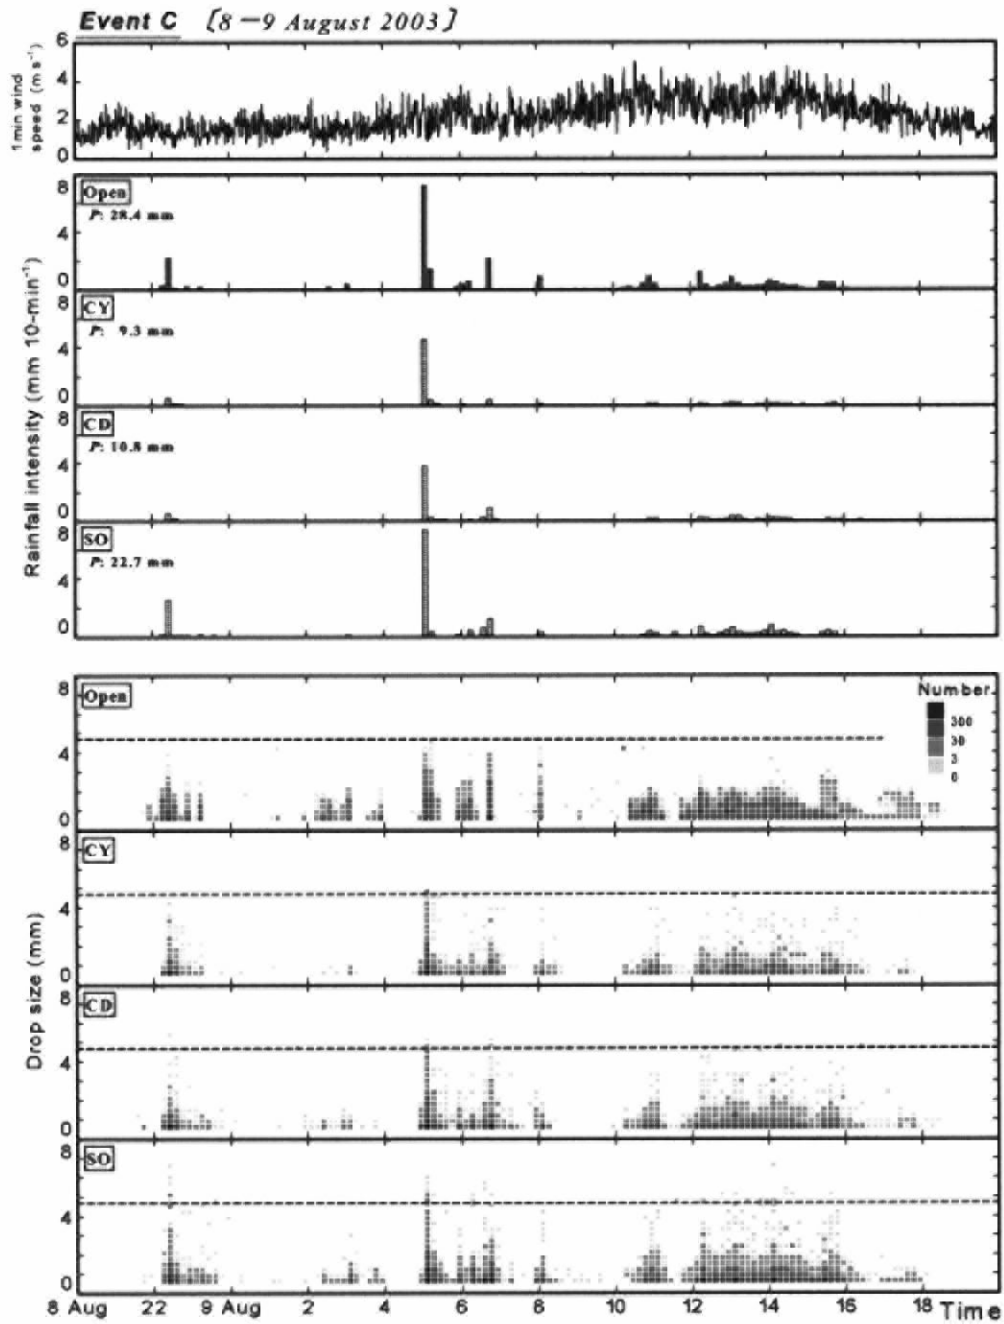 Event C [8－9 August 2003]
1min wind
speed (m s⁻¹)
6
4
2
0
Rainfall intensity (mm 10-min⁻¹)
8
Open
P: 28.4 mm
4
0
8
CY
P: 9.3 mm
4
0
8
CD
P: 10.8 mm
4
0
8
SO
P: 22.7 mm
4
0
Drop size (mm)
8
Open
Number
300
30
3
0
4
0
8
CY
4
0
8
CD
4
0
8
SO
4
0
8 Aug 22 9 Aug 2 4 6 8 10 12 14 16 18 Time